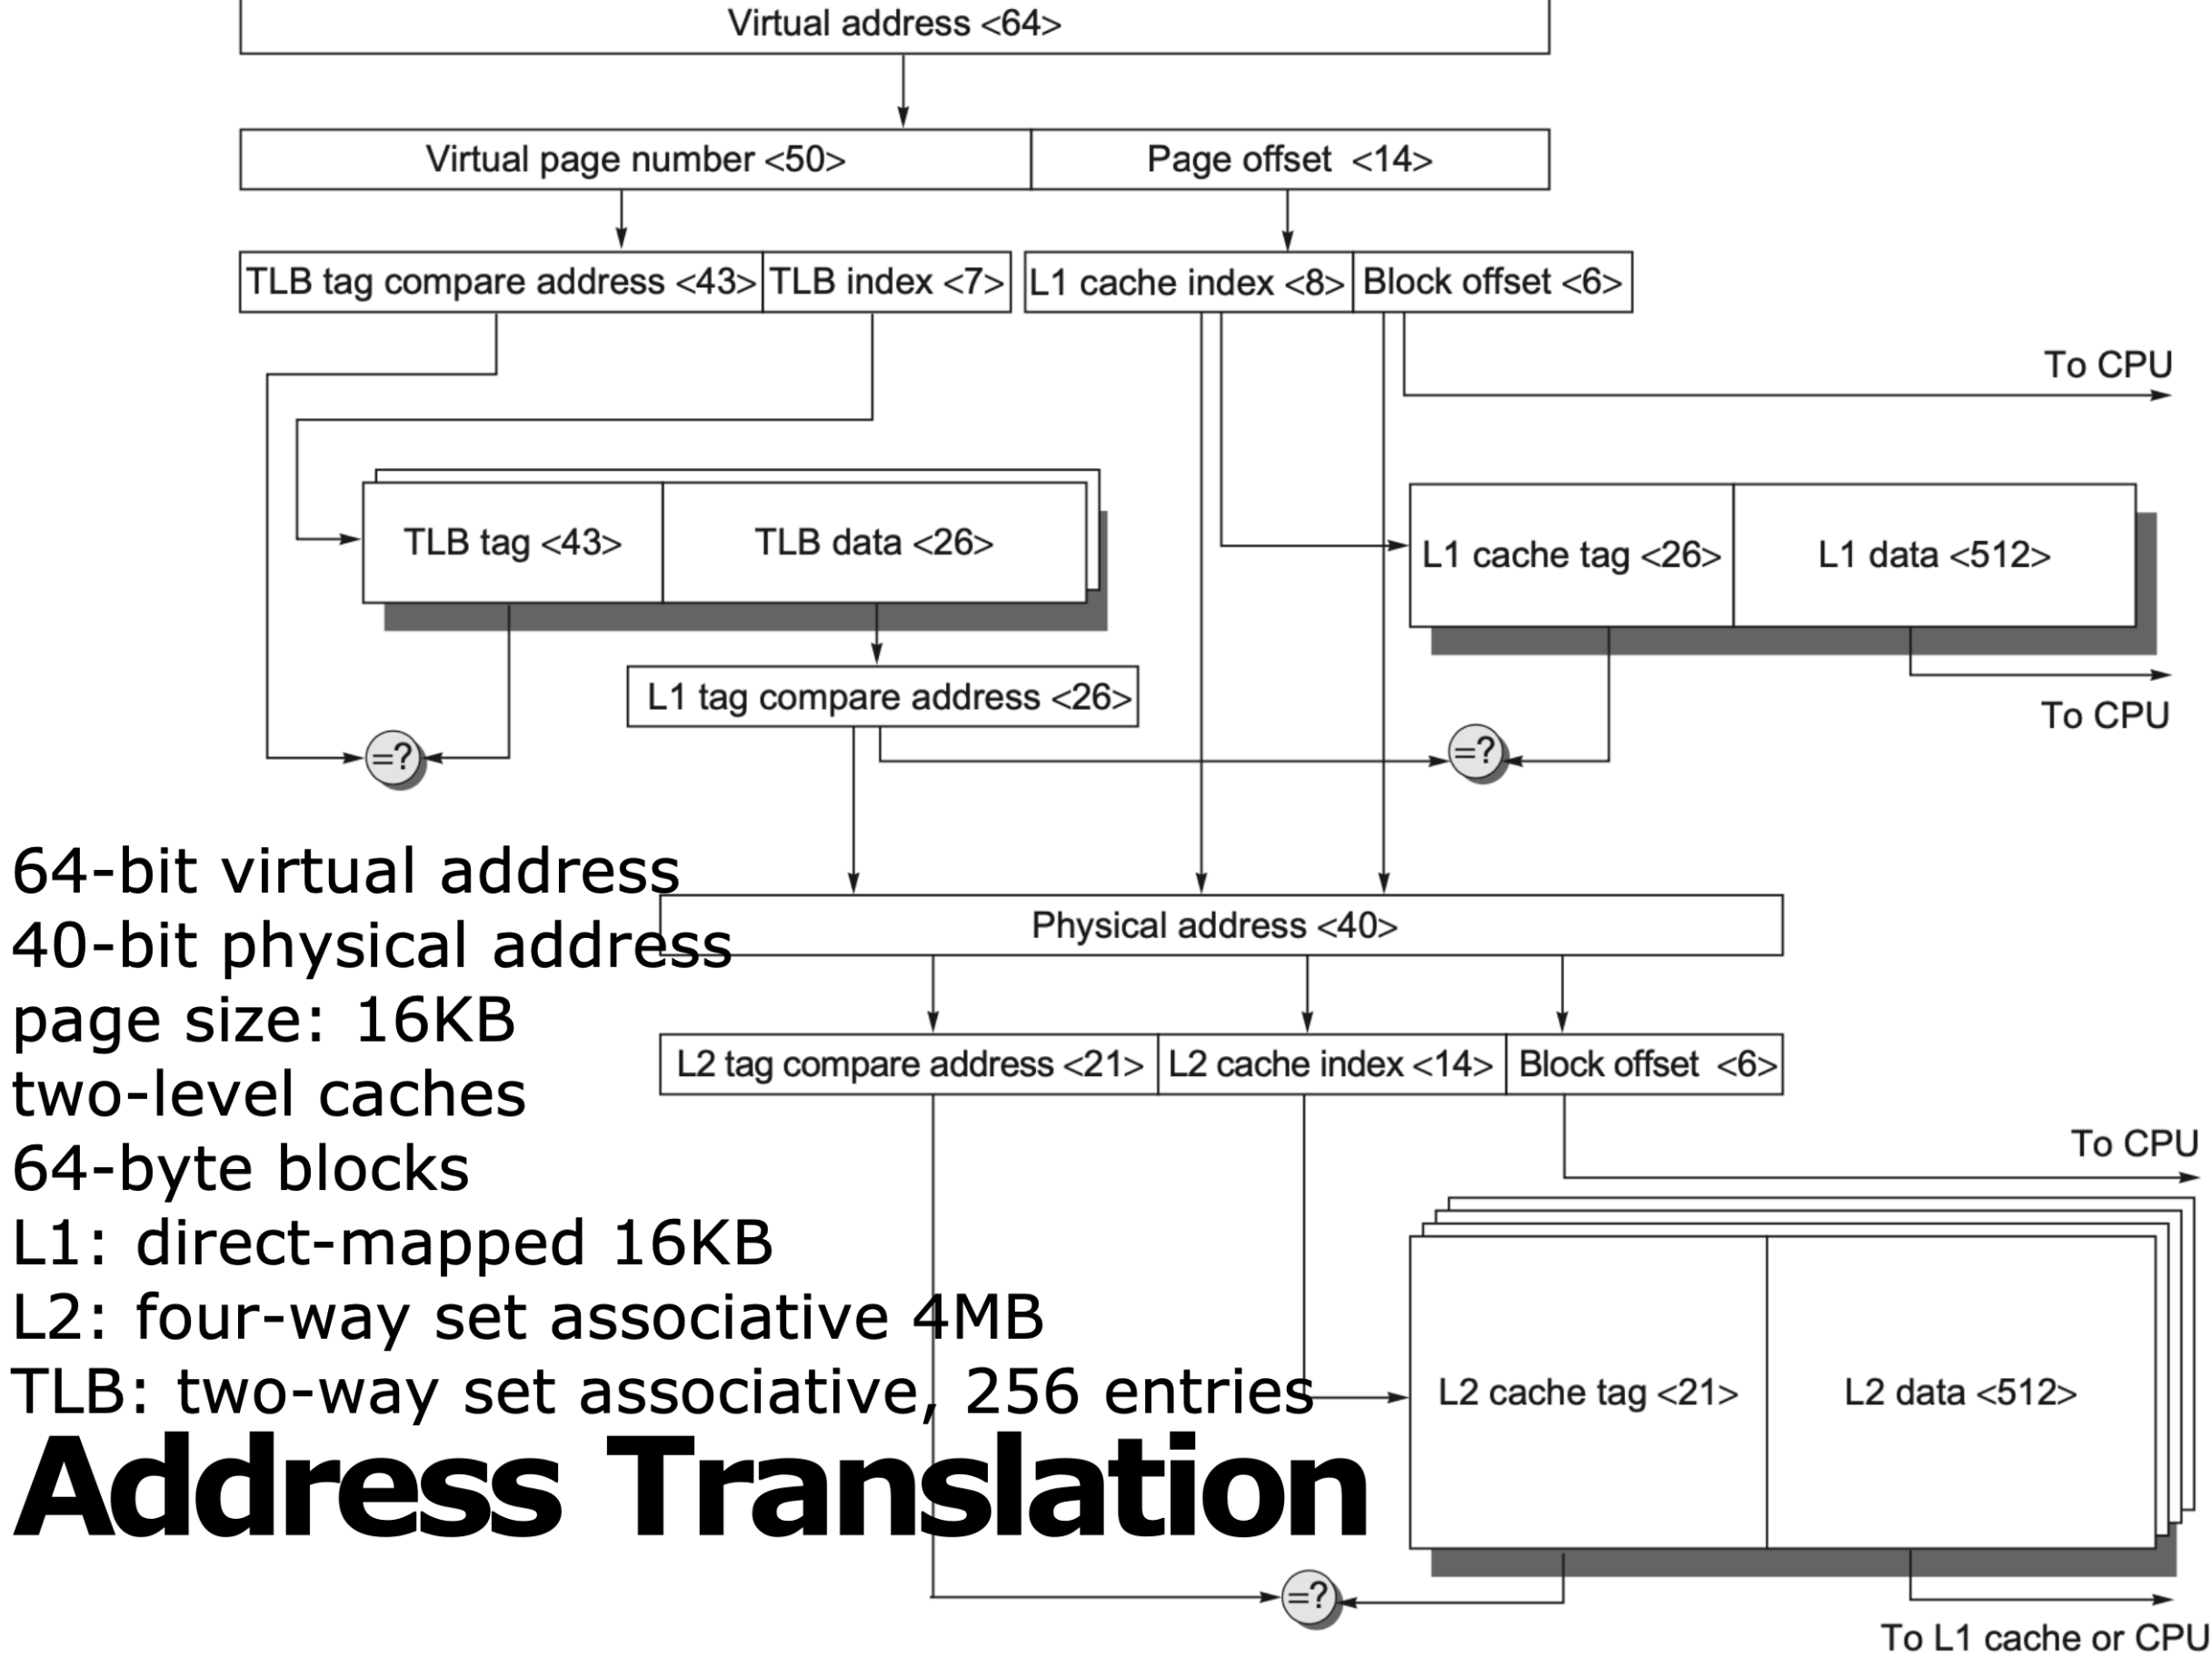 Virtual address <64>
Virtual page number <50> Page offset <14>
TLB tag compare address <43> TLB index <7> L1 cache index <8> Block offset <6>
To CPU
TLB tag <43> TLB data <26>
L1 cache tag <26> L1 data <512>
L1 tag compare address <26>
To CPU
=?
=?
64-bit virtual address
40-bit physical address
page size: 16KB
two-level caches
64-byte blocks
L1: direct-mapped 16KB
L2: four-way set associative 4MB
TLB: two-way set associative, 256 entries
Address Translation
Physical address <40>
L2 tag compare address <21> L2 cache index <14> Block offset <6>
To CPU
L2 cache tag <21> L2 data <512>
=?
To L1 cache or CPU